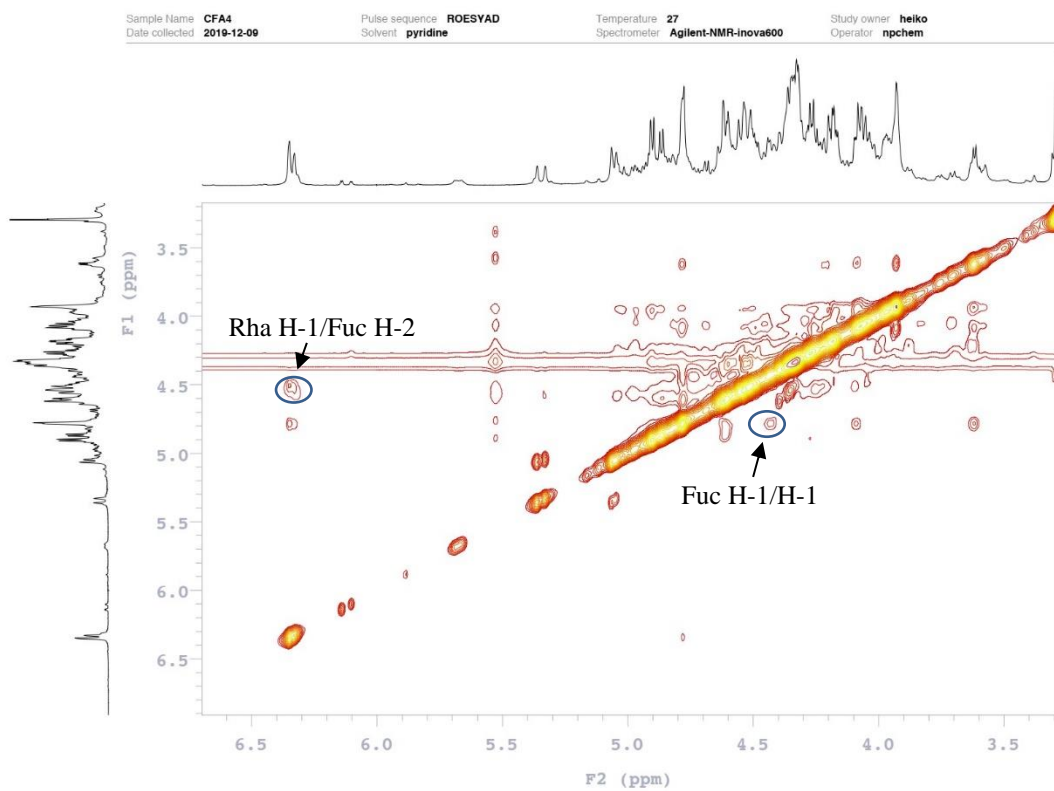 Sample Name CFA4 Pulse sequence ROESYAD Temperature 27 Study owner heiko
Date collected 2019-12-09 Solvent pyridine Spectrometer Agilent-NMR-inova600 Operator npchem
F1 (ppm)
3.5
4.0
Rha H-1/Fuc H-2
4.5
5.0
Fuc H-1/H-1
5.5
6.0
6.5
6.5 6.0 5.5 5.0 4.5 4.0 3.5
F2 (ppm)